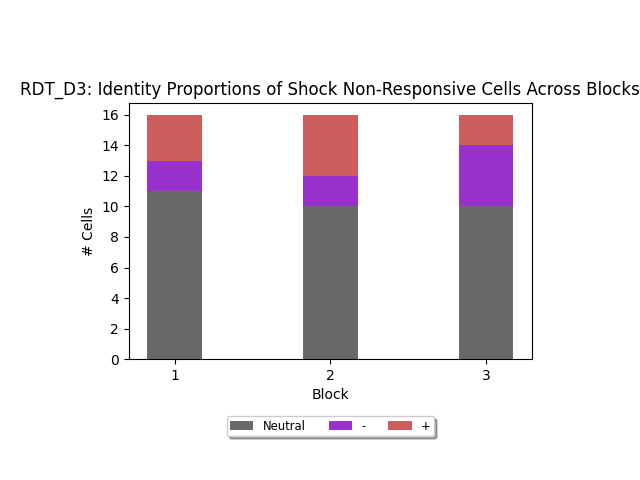 RDT_D3: Identity Proportions of Shock Non-Responsive Cells Across Blocks
16
14
12
10
8
6
4
2
0
# Cells
1 2 3
Block
Neutral - +